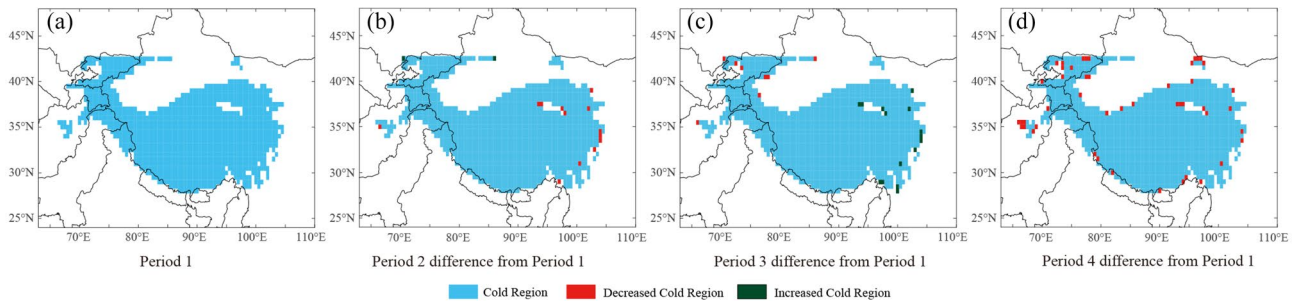 (a) (b) (c) (d)
45°N 45°N 45°N 45°N
40°N 40°N 40°N 40°N
35°N 35°N 35°N 35°N
30°N 30°N 30°N 30°N
25°N 25°N 25°N 25°N
70°E 80°E 90°E 100°E 110°E 70°E 80°E 90°E 100°E 110°E 70°E 80°E 90°E 100°E 110°E 70°E 80°E 90°E 100°E 110°E
Period 1 Period 2 difference from Period 1 Period 3 difference from Period 1 Period 4 difference from Period 1
Cold Region Decreased Cold Region Increased Cold Region